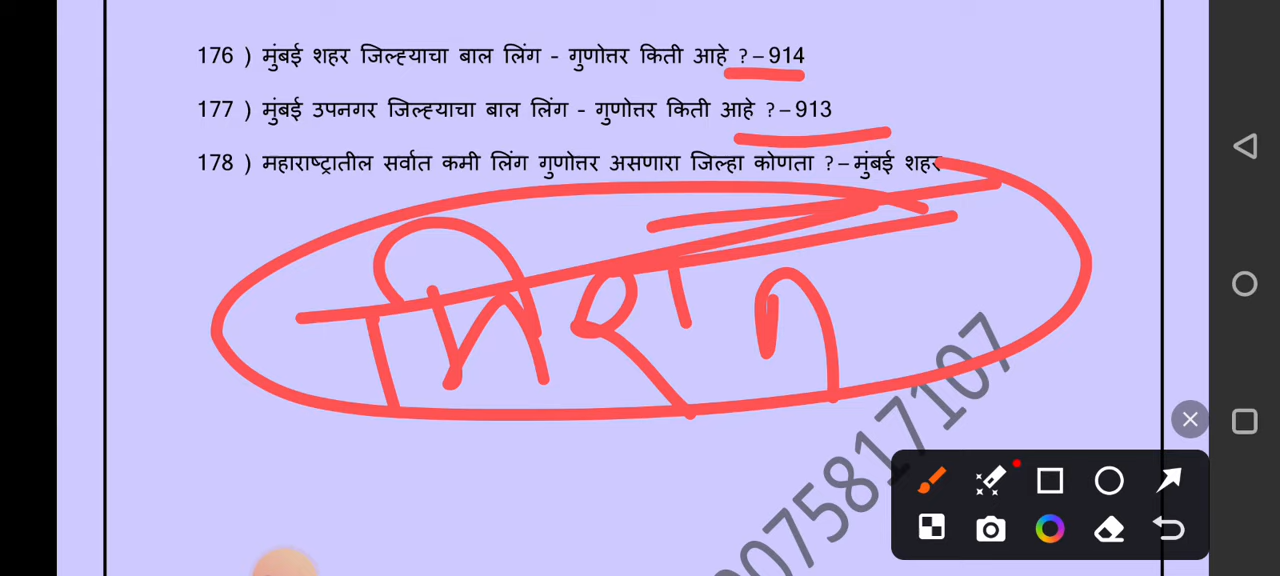 176 ) मुंबई शहर जिल्ह्याचा बाल लिंग - गुणोत्तर किती आहे ? – 914
177 ) मुंबई उपनगर जिल्ह्याचा बाल लिंग - गुणोत्तर किती आहे ? – 913
178 ) महाराष्ट्रातील सर्वात कमी लिंग गुणोत्तर असणारा जिल्हा कोणता ? – मुंबई शहर